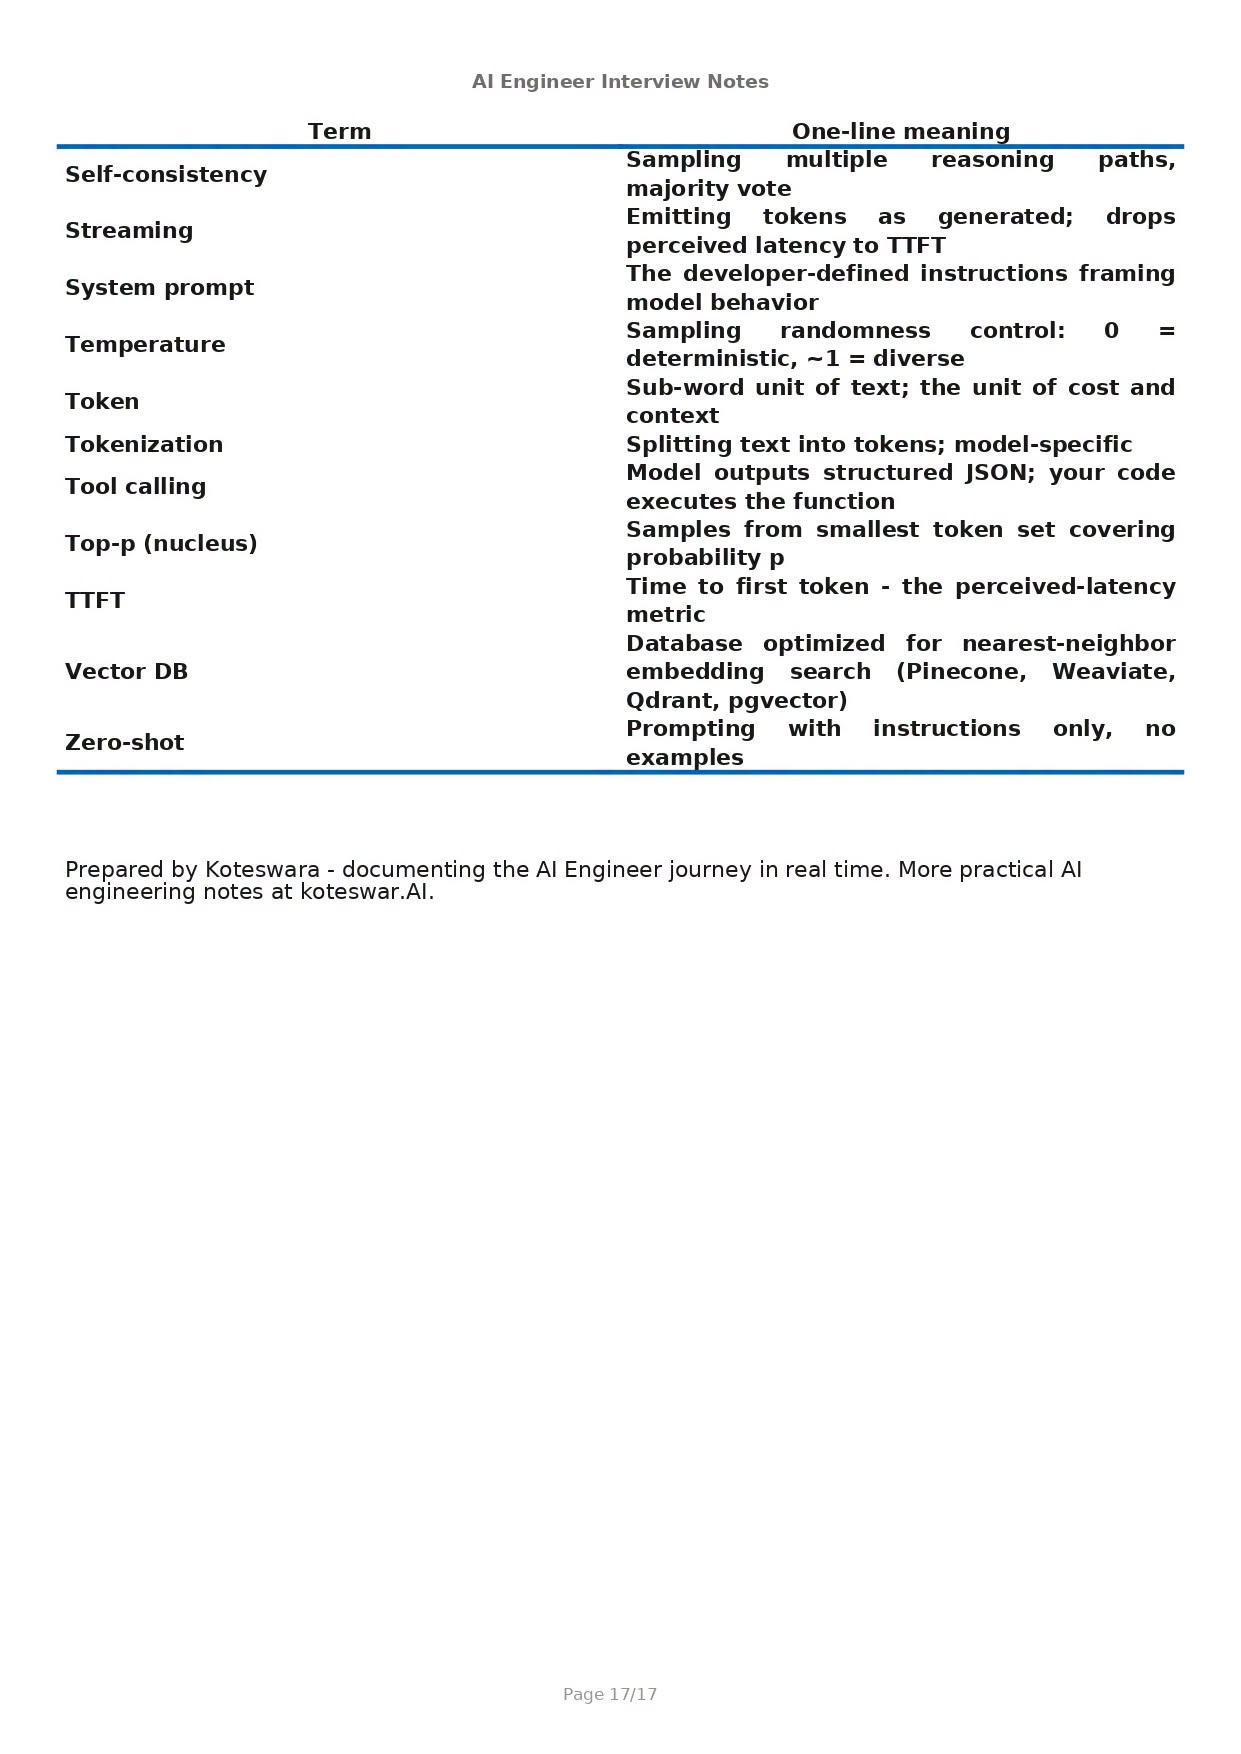 AI Engineer Interview Notes
Term One-line meaning
Self-consistency Sampling multiple reasoning paths,
majority vote
Streaming Emitting tokens as generated; drops
perceived latency to TTFT
System prompt The developer-defined instructions framing
model behavior
Temperature Sampling randomness control: 0 =
deterministic, ~1 = diverse
Token Sub-word unit of text; the unit of cost and
context
Tokenization Splitting text into tokens; model-specific
Tool calling Model outputs structured JSON; your code
executes the function
Top-p (nucleus) Samples from smallest token set covering
probability p
TTFT Time to first token - the perceived-latency
metric
Vector DB Database optimized for nearest-neighbor
embedding search (Pinecone, Weaviate,
Qdrant, pgvector)
Zero-shot Prompting with instructions only, no
examples
Prepared by Koteswara - documenting the AI Engineer journey in real time. More practical AI
engineering notes at koteswar.AI.
Page 17/17